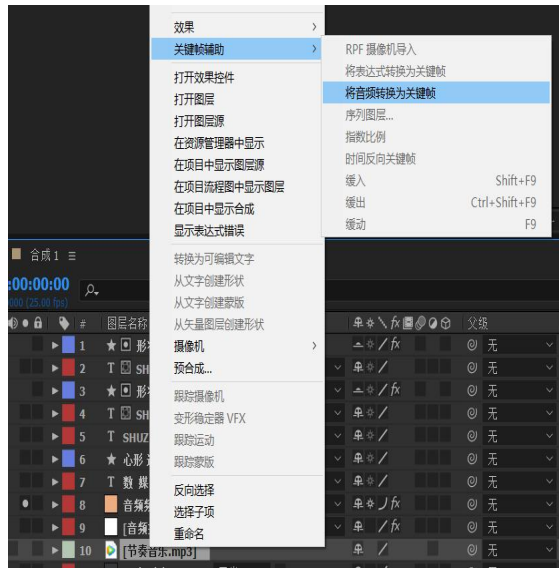 效果
关键帧辅助
打开效果控件
打开图层
打开图层源
在资源管理器中显示
在项目中显示图层源
在项目流程图中显示图层
在项目中显示合成
显示表达式错误
转换为可编辑文字
从文字创建形状
从文字创建蒙版
从矢量图层创建形状
摄像机
预合成...
跟踪摄像机
变形稳定器 VFX
跟踪运动
跟踪蒙版
反向选择
选择子项
重命名
RPF 摄像机导入
将表达式转换为关键帧
将音频转换为关键帧
序列图层...
指数比例
时间反向关键帧
缓入 Shift+F9
缓出 Ctrl+Shift+F9
缓动 F9
合成 1
:00:00:00
(25.00 fps)
# 图层名称 父级
1 形 无
2 T SH 无
3 形 无
4 T SH 无
5 T SHUZ 无
6 心形 无
7 T 数 媒 无
8 音频 无
9 [音频 无
10 [节奏音乐.mp3] 无